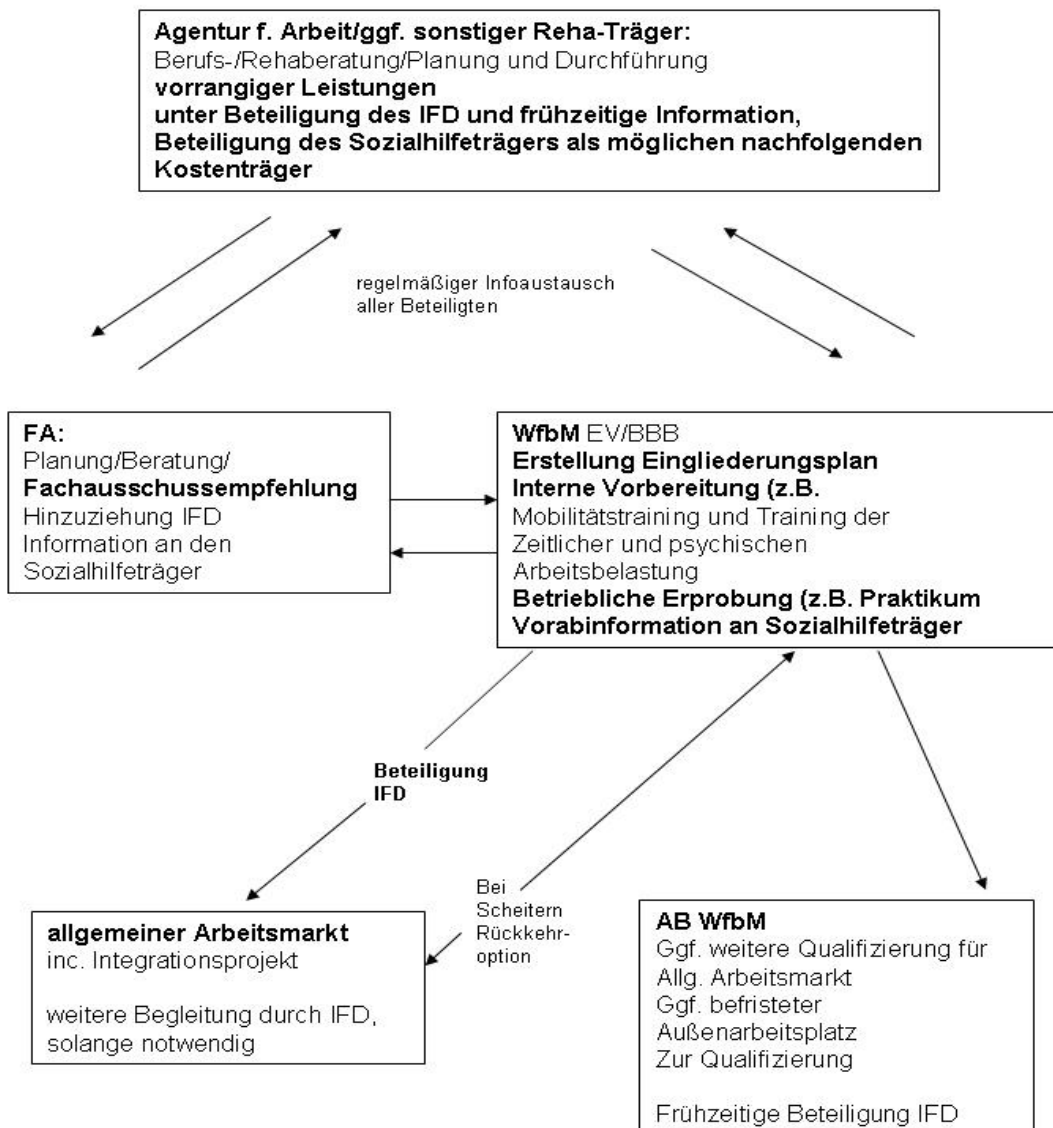 Agentur f. Arbeit/ggf. sonstiger Reha-Träger:
Berufs-/Rehaberatung/Planung und Durchführung
vorrangiger Leistungen
unter Beteiligung des IFD und frühzeitige Information,
Beteiligung des Sozialhilfeträgers als möglichen nachfolgenden
Kostenträger
regelmäßiger Infoaustausch
aller Beteiligten
FA:
Planung/Beratung/
Fachausschussempfehlung
Hinzuziehung IFD
Information an den
Sozialhilfeträger
WfbM EV/BBB
Erstellung Eingliederungsplan
Interne Vorbereitung (z.B.
Mobilitätstraining und Training der
Zeitlicher und psychischen
Arbeitsbelastung
Betriebliche Erprobung (z.B. Praktikum
Vorabinformation an Sozialhilfeträger
Beteiligung
IFD
Bei
Scheitern
Rückkehr-
option
allgemeiner Arbeitsmarkt
inc. Integrationsprojekt
weitere Begleitung durch IFD,
solange notwendig
AB WfbM
Ggf. weitere Qualifizierung für
Allg. Arbeitsmarkt
Ggf. befristeter
Außenarbeitsplatz
Zur Qualifizierung
Frühzeitige Beteiligung IFD